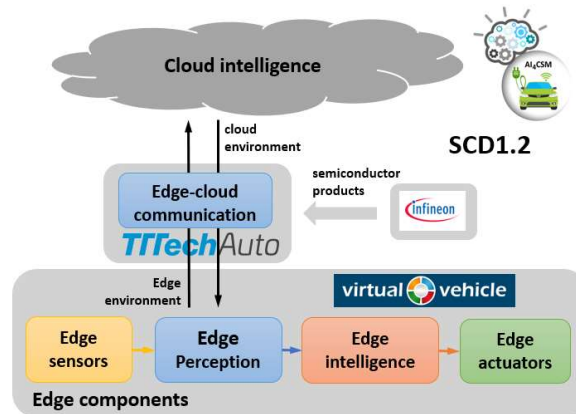 Cloud intelligence
AI4CSM
SCD1.2
cloud
environment
semiconductor
products
Edge-cloud
communication
infineon
TTTechAuto
Edge
environment
virtual vehicle
Edge
sensors
Edge
Perception
Edge
intelligence
Edge
actuators
Edge components